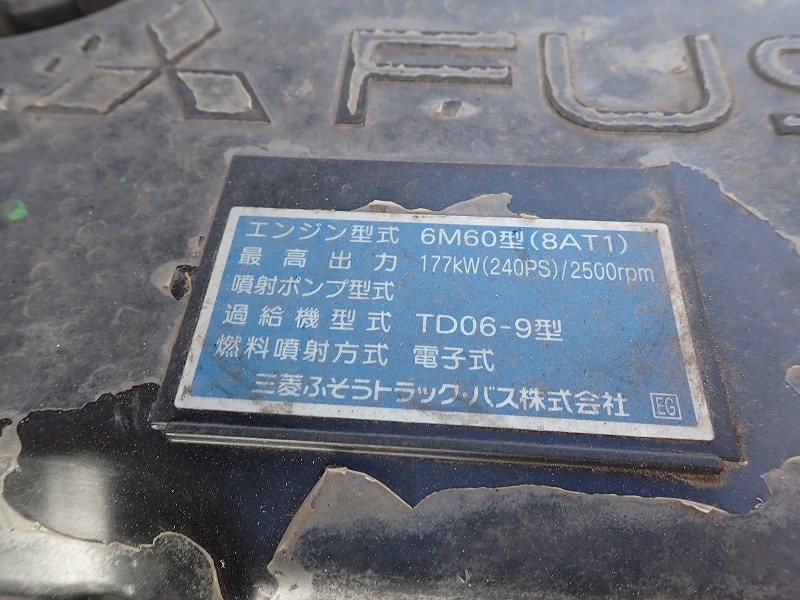 FUS
エンジン型式 6M60型(8AT1)
最高出力 177kW(240PS)/2500rpm
噴射ポンプ型式
過給機型式 TD06-9型
燃料噴射方式 電子式
三菱ふそうトラック・バス株式会社 EG